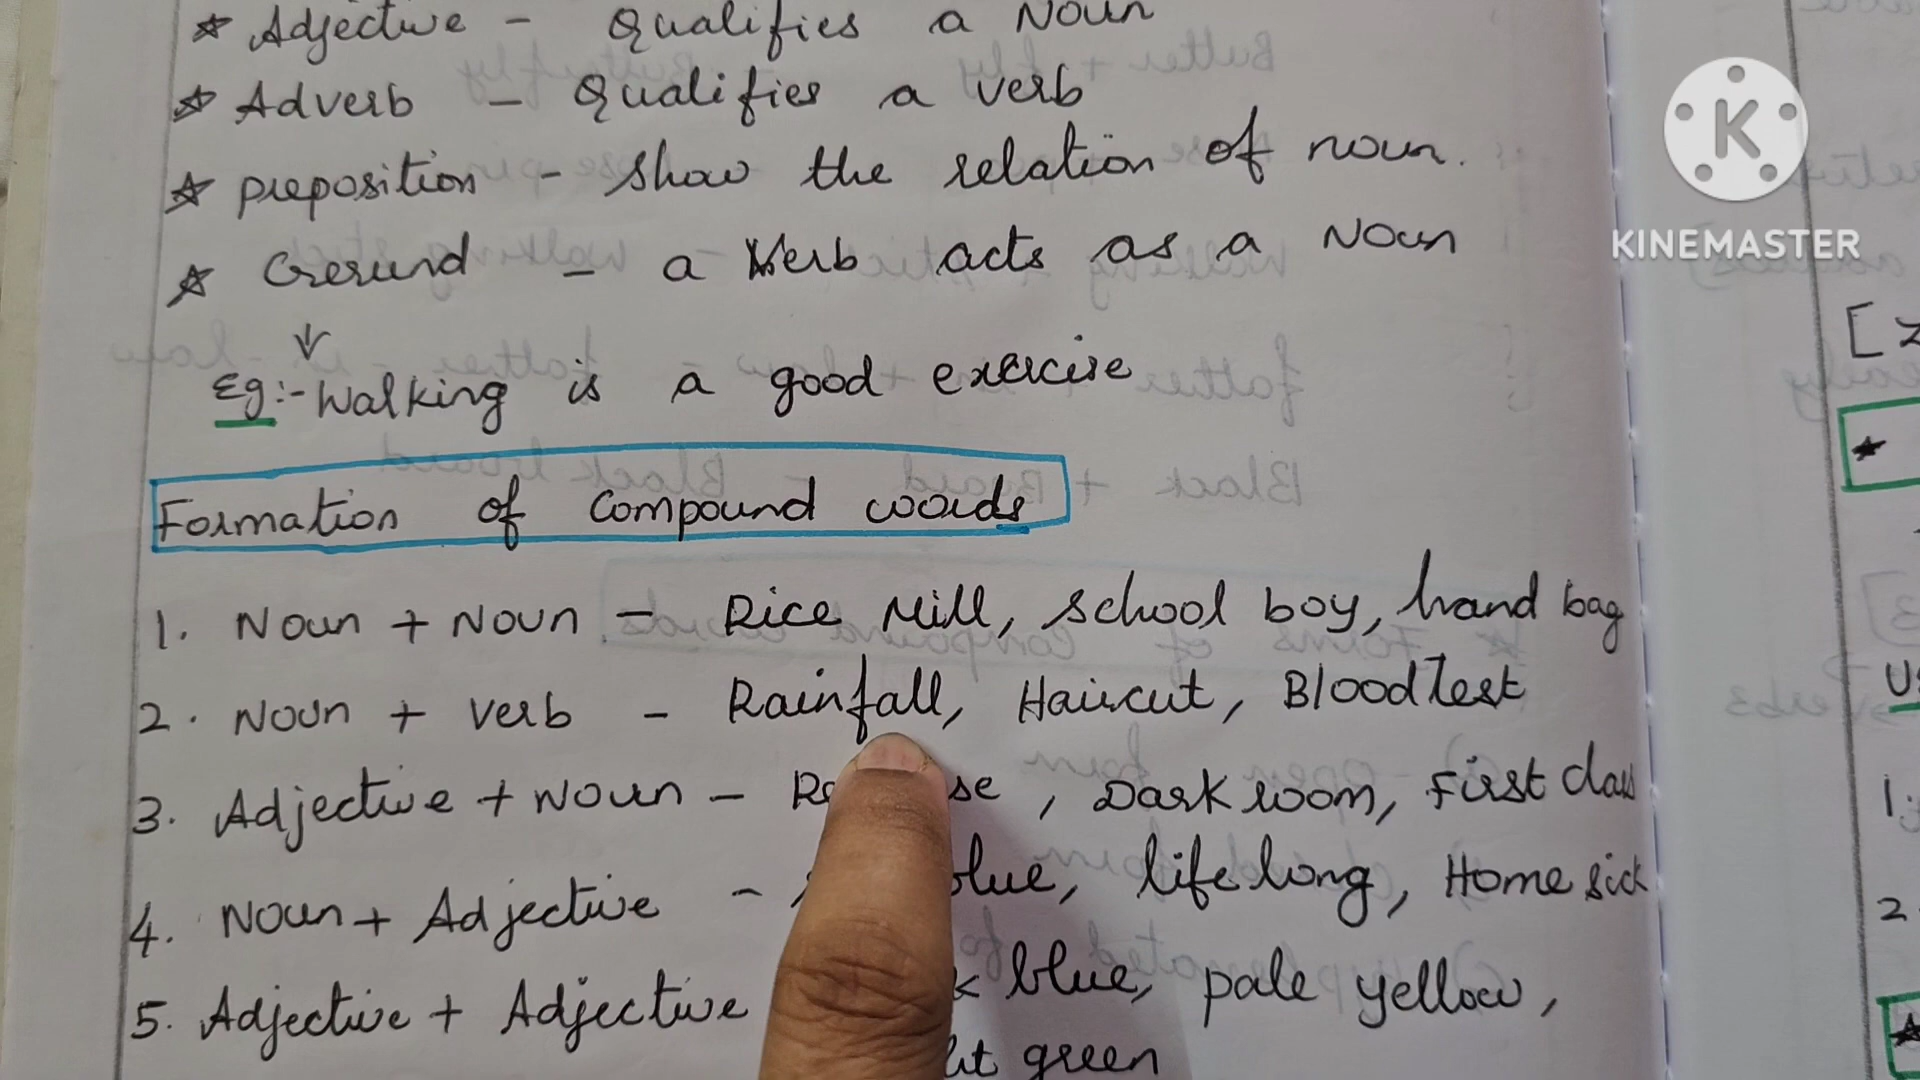 ★ Adjective - Qualifies a Noun
★ Adverb - Qualifies a verb
★ preposition - show the relation of noun.
★ Gerund - a Verb acts as a Noun
Eg:- Walking is a good exercise
Formation of Compound words
1. Noun + Noun - Rice Mill, school boy, hand bag
2. Noun + verb - Rainfall, Haircut, Blood test
3. Adjective + Noun - , Dark room, First class
4. Noun + Adjective - blue, life long, Home sick
5. Adjective + Adjective blue, pale yellow,
green
K
KINEMASTER